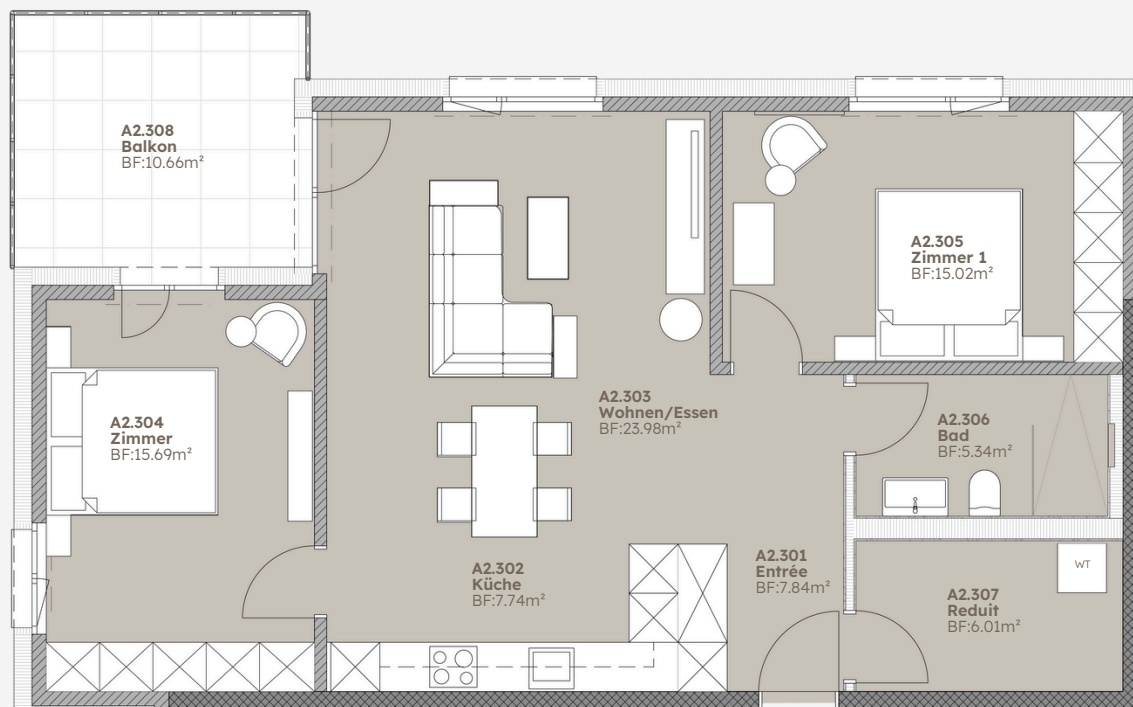 A2.308
Balkon
BF:10.66m²
A2.305
Zimmer 1
BF:15.02m²
A2.303
Wohnen/Essen
BF:23.98m²
A2.304
Zimmer
BF:15.69m²
A2.306
Bad
BF:5.34m²
A2.302
Küche
BF:7.74m²
A2.301
Entrée
BF:7.84m²
WT
A2.307
Reduit
BF:6.01m²